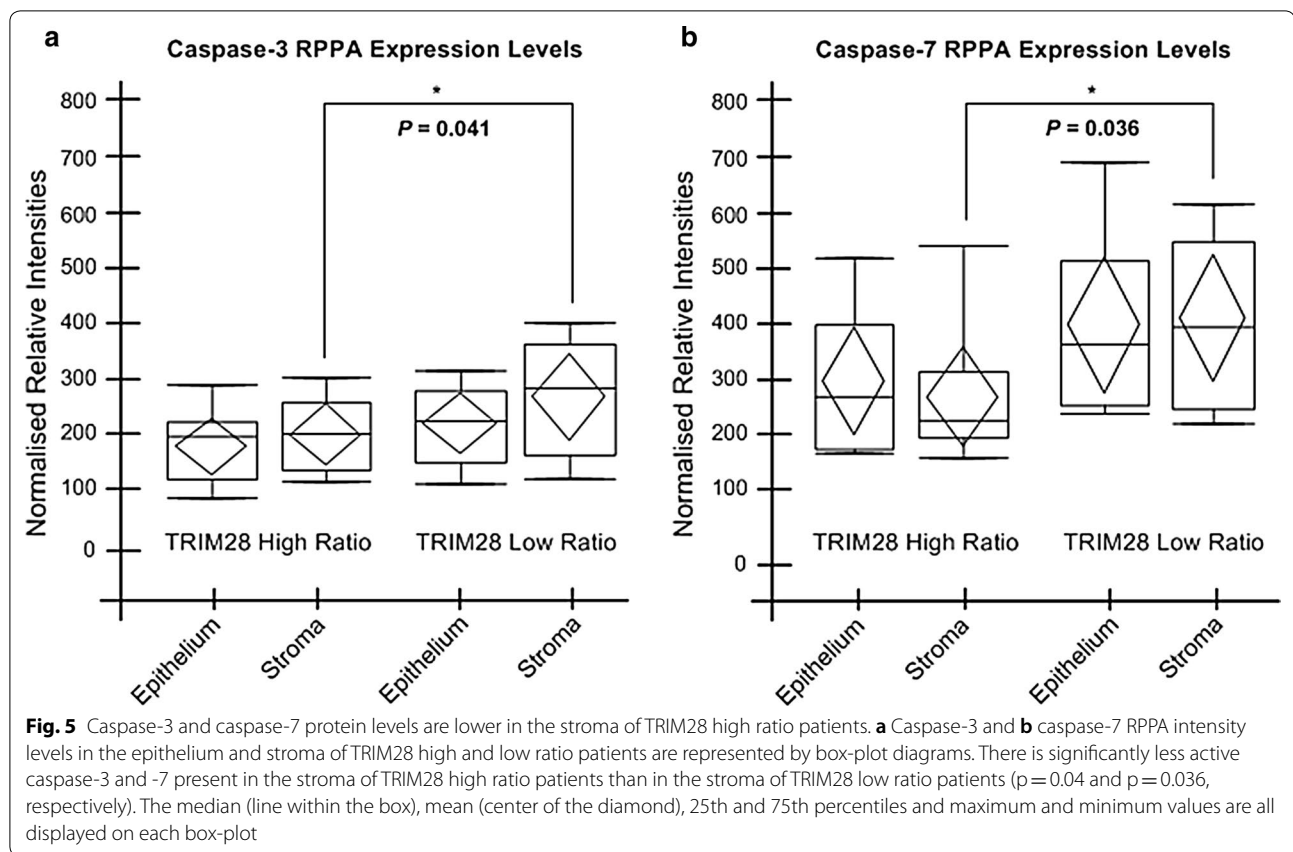 a
Caspase-3 RPPA Expression Levels
Normalised Relative Intensities
800
700
600
500
400
300
200
100
0
*
P = 0.041
TRIM28 High Ratio
TRIM28 Low Ratio
Epithelium
Stroma
Epithelium
Stroma
b
Caspase-7 RPPA Expression Levels
Normalised Relative Intensities
800
700
600
500
400
300
200
100
0
*
P = 0.036
TRIM28 High Ratio
TRIM28 Low Ratio
Epithelium
Stroma
Epithelium
Stroma
Fig. 5 Caspase-3 and caspase-7 protein levels are lower in the stroma of TRIM28 high ratio patients. a Caspase-3 and b caspase-7 RPPA intensity
levels in the epithelium and stroma of TRIM28 high and low ratio patients are represented by box-plot diagrams. There is significantly less active
caspase-3 and -7 present in the stroma of TRIM28 high ratio patients than in the stroma of TRIM28 low ratio patients (p = 0.04 and p = 0.036,
respectively). The median (line within the box), mean (center of the diamond), 25th and 75th percentiles and maximum and minimum values are all
displayed on each box-plot